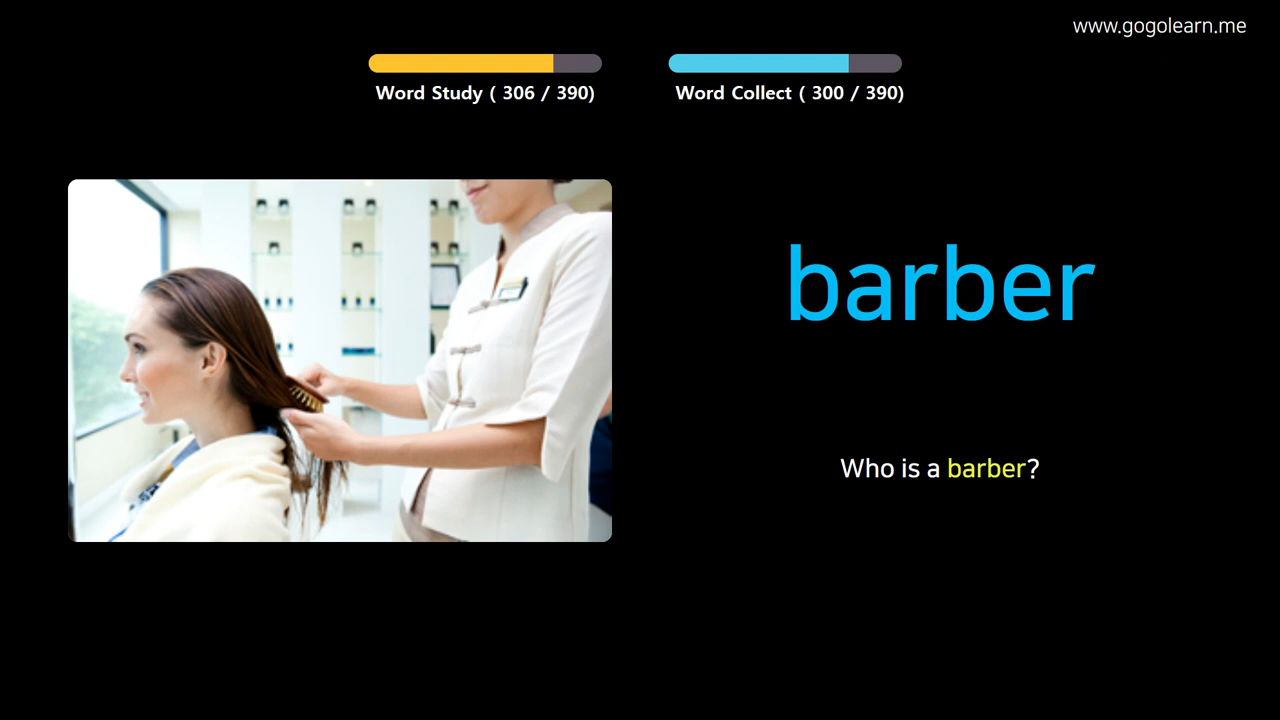 www.gogolearn.me
Word Study ( 306 / 390)
Word Collect ( 300 / 390)
barber
Who is a barber?